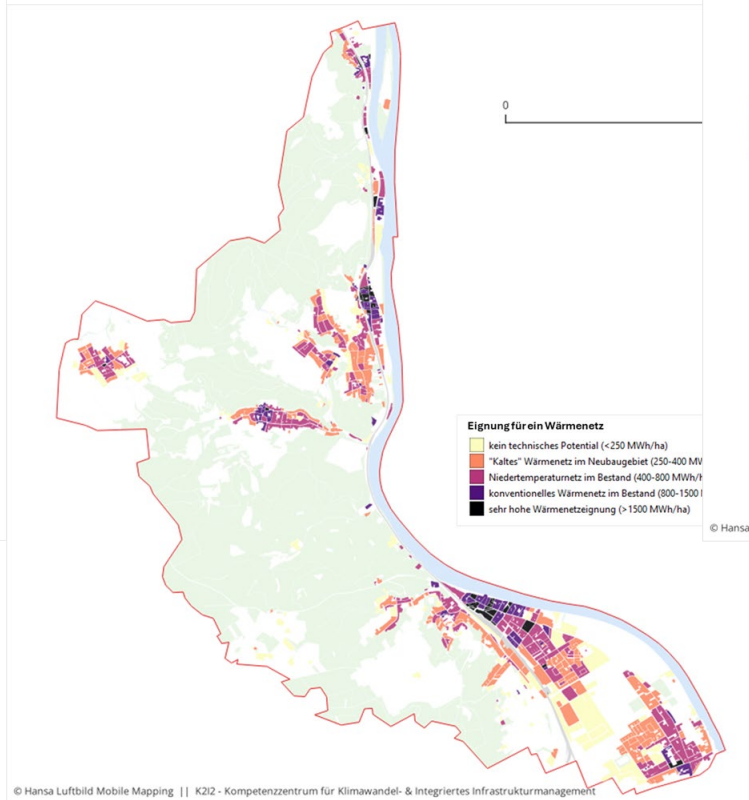 0
Eignung für ein Wärmenetz
kein technisches Potential (<250 MWh/ha)
"Kaltes" Wärmenetz im Neubaugebiet (250-400 MW
Niedertemperaturnetz im Bestand (400-800 MWh/h
konventionelles Wärmenetz im Bestand (800-1500
sehr hohe Wärmenetzeignung (>1500 MWh/ha)
© Hansa
© Hansa Luftbild Mobile Mapping || K2I2 - Kompetenzzentrum für Klimawandel- & Integriertes Infrastrukturmanagement